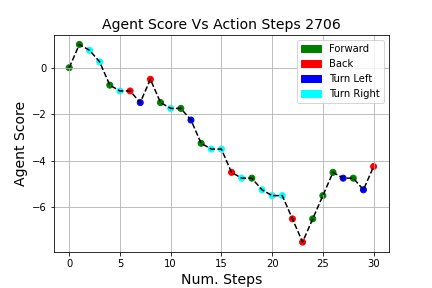 Agent Score Vs Action Steps 2706
Forward
Back
Turn Left
Turn Right
0
−2
−4
−6
Agent Score
0 5 10 15 20 25 30
Num. Steps